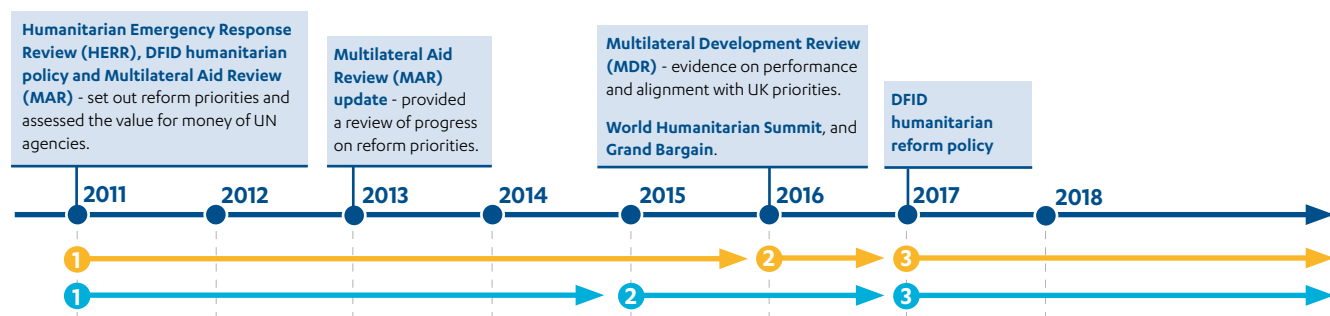 Humanitarian Emergency Response
Review (HERR), DFID humanitarian
policy and Multilateral Aid Review
(MAR) - set out reform priorities and
assessed the value for money of UN
agencies.
Multilateral Aid
Review (MAR)
update - provided
a review of progress
on reform priorities.
Multilateral Development Review
(MDR) - evidence on performance
and alignment with UK priorities.
World Humanitarian Summit, and
Grand Bargain.
DFID
humanitarian
reform policy
2011 2012 2013 2014 2015 2016 2017 2018
1 2 3
1 2 3